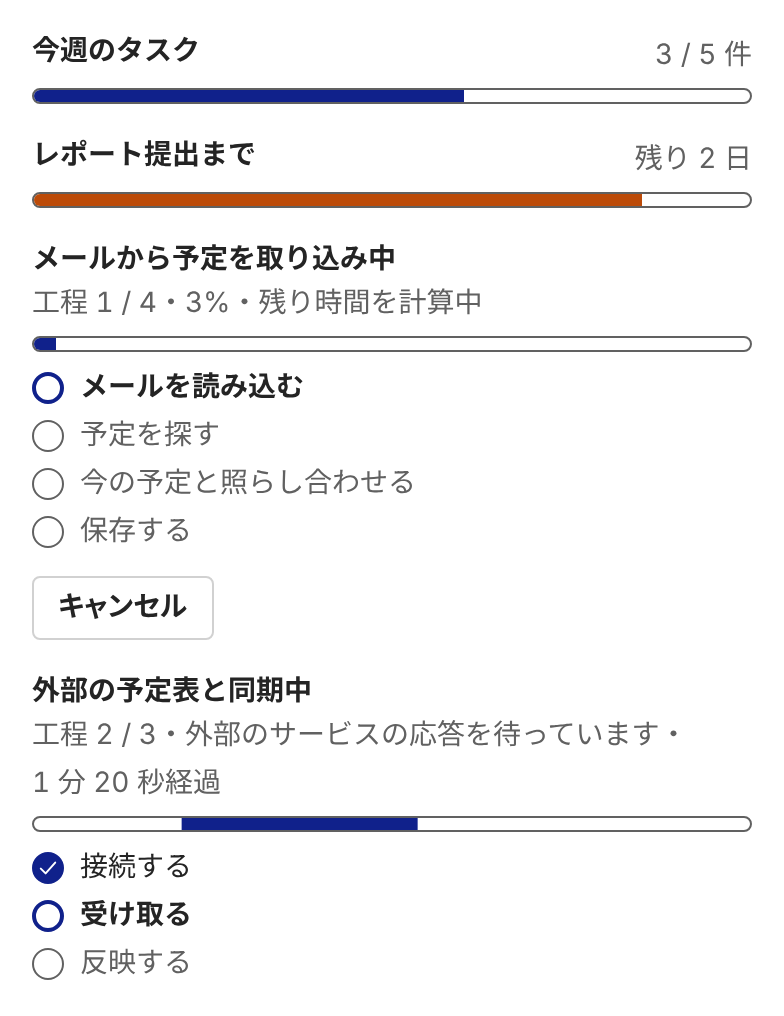 今週のタスク
3 / 5 件
レポート提出まで
残り 2 日
メールから予定を取り込み中
工程 1 / 4・3%・残り時間を計算中
メールを読み込む
予定を探す
今の予定と照らし合わせる
保存する
キャンセル
外部の予定表と同期中
工程 2 / 3・外部のサービスの応答を待っています・
1 分 20 秒経過
接続する
受け取る
反映する